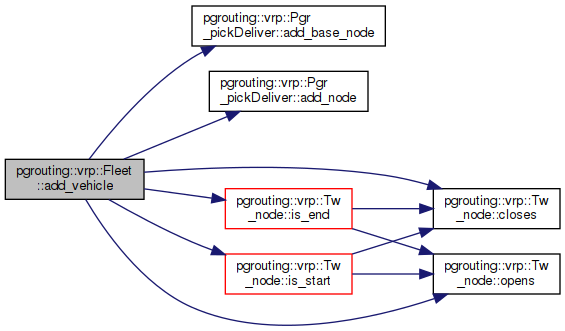 pgrouting::vrp::Pgr
_pickDeliver::add_base_node
pgrouting::vrp::Pgr
_pickDeliver::add_node
pgrouting::vrp::Fleet
::add_vehicle
pgrouting::vrp::Tw
_node::is_end
pgrouting::vrp::Tw
_node::closes
pgrouting::vrp::Tw
_node::is_start
pgrouting::vrp::Tw
_node::opens